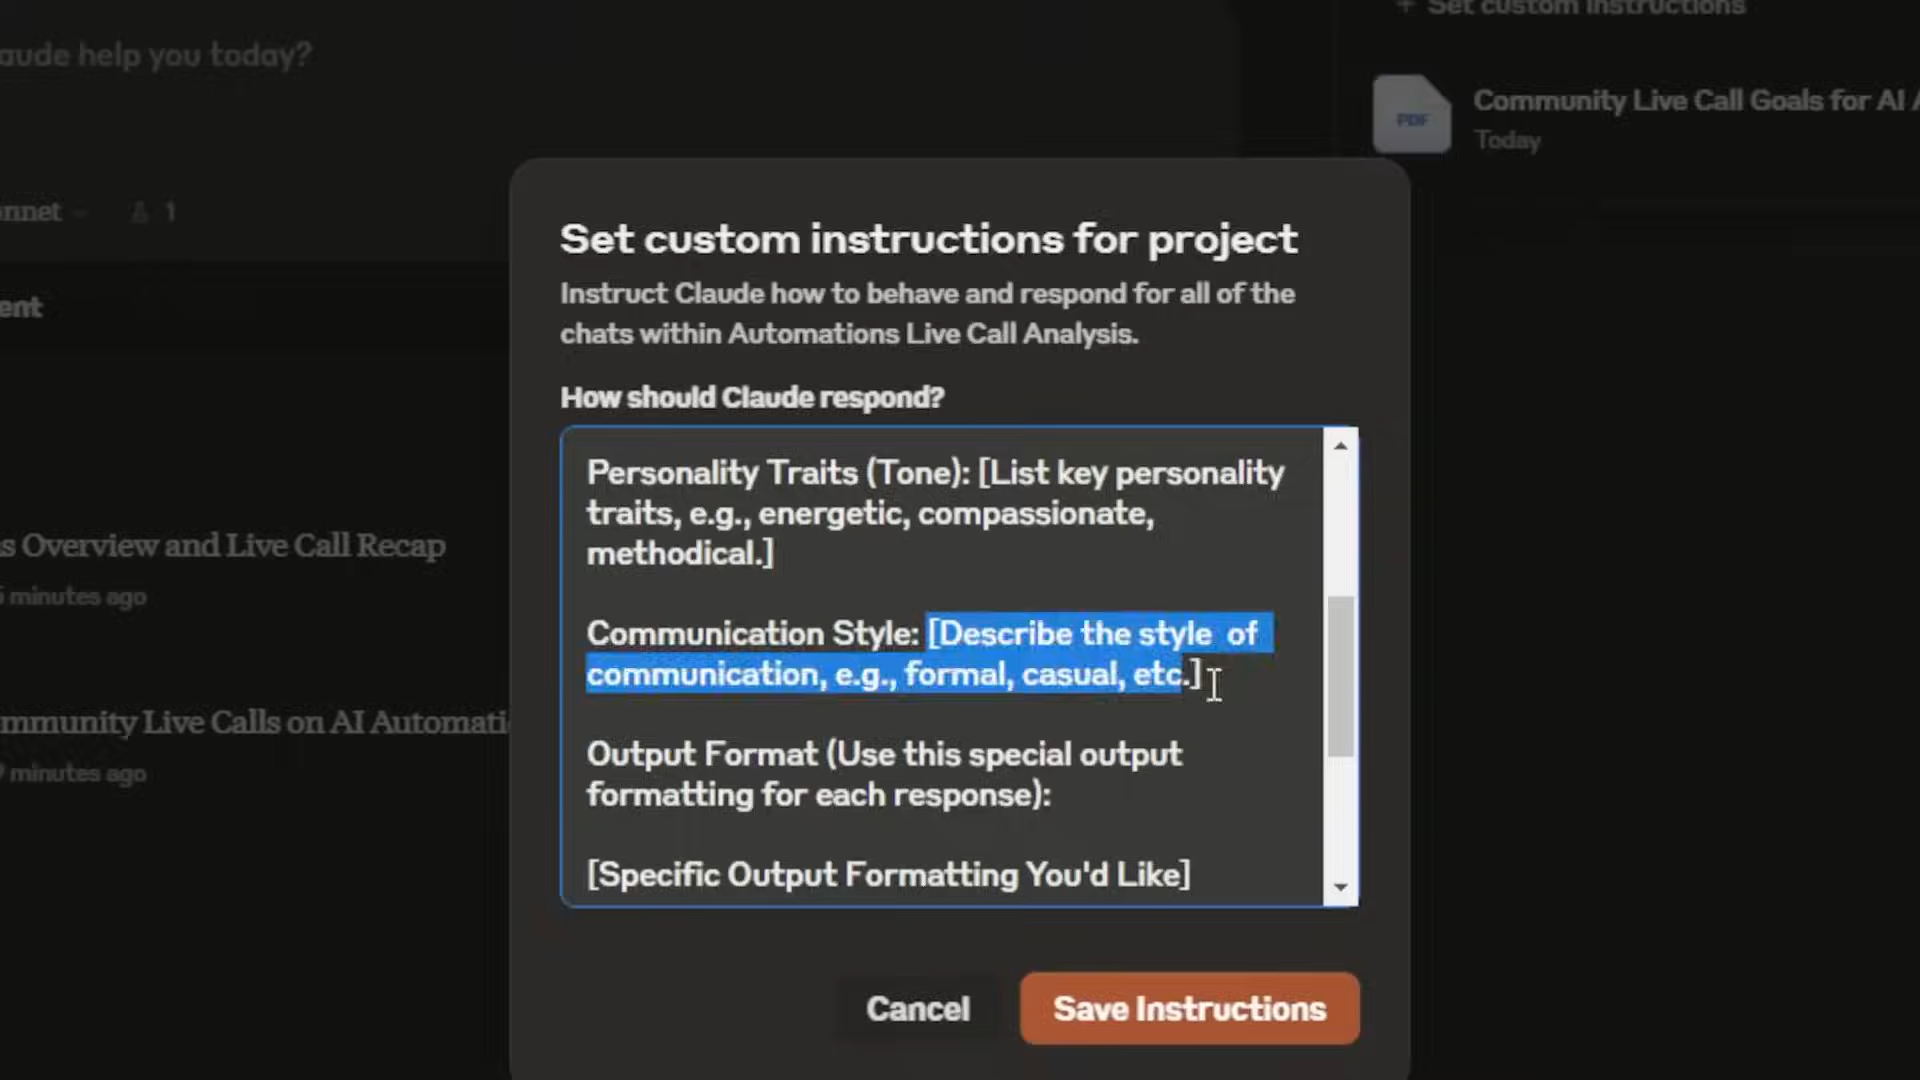 Set custom instructions
aude help you today?
Community Live Call Goals for AI A
PDF
Today
onnet
1
ent
Set custom instructions for project
Instruct Claude how to behave and respond for all of the
chats within Automations Live Call Analysis.
How should Claude respond?
Personality Traits (Tone): [List key personality
traits, e.g., energetic, compassionate,
methodical.]
Communication Style: [Describe the style  of
communication, e.g., formal, casual, etc.]
Output Format (Use this special output
formatting for each response):
[Specific Output Formatting You'd Like]
s Overview and Live Call Recap
minutes ago
mmunity Live Calls on AI Automati
minutes ago
Cancel
Save Instructions